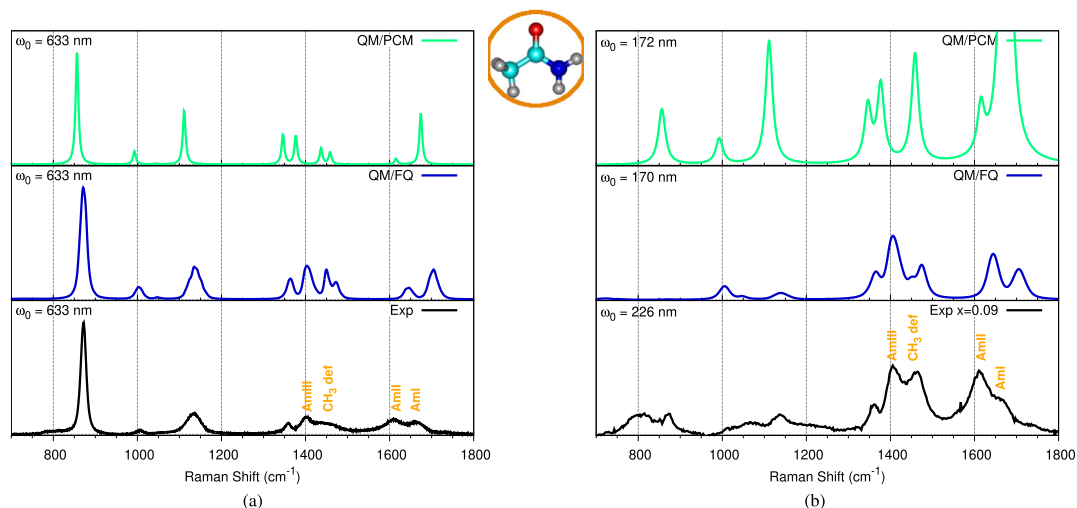 ω0 = 633 nm
QM/PCM
ω0 = 633 nm
QM/FQ
ω0 = 633 nm
Exp
AmIII
CH3 def
AmII
AmI
800 1000 1200 1400 1600 1800
Raman Shift (cm-1)
(a)
ω0 = 172 nm
QM/PCM
ω0 = 170 nm
QM/FQ
ω0 = 226 nm
Exp x=0.09
AmIII
CH3 def
AmII
AmI
800 1000 1200 1400 1600 1800
Raman Shift (cm-1)
(b)